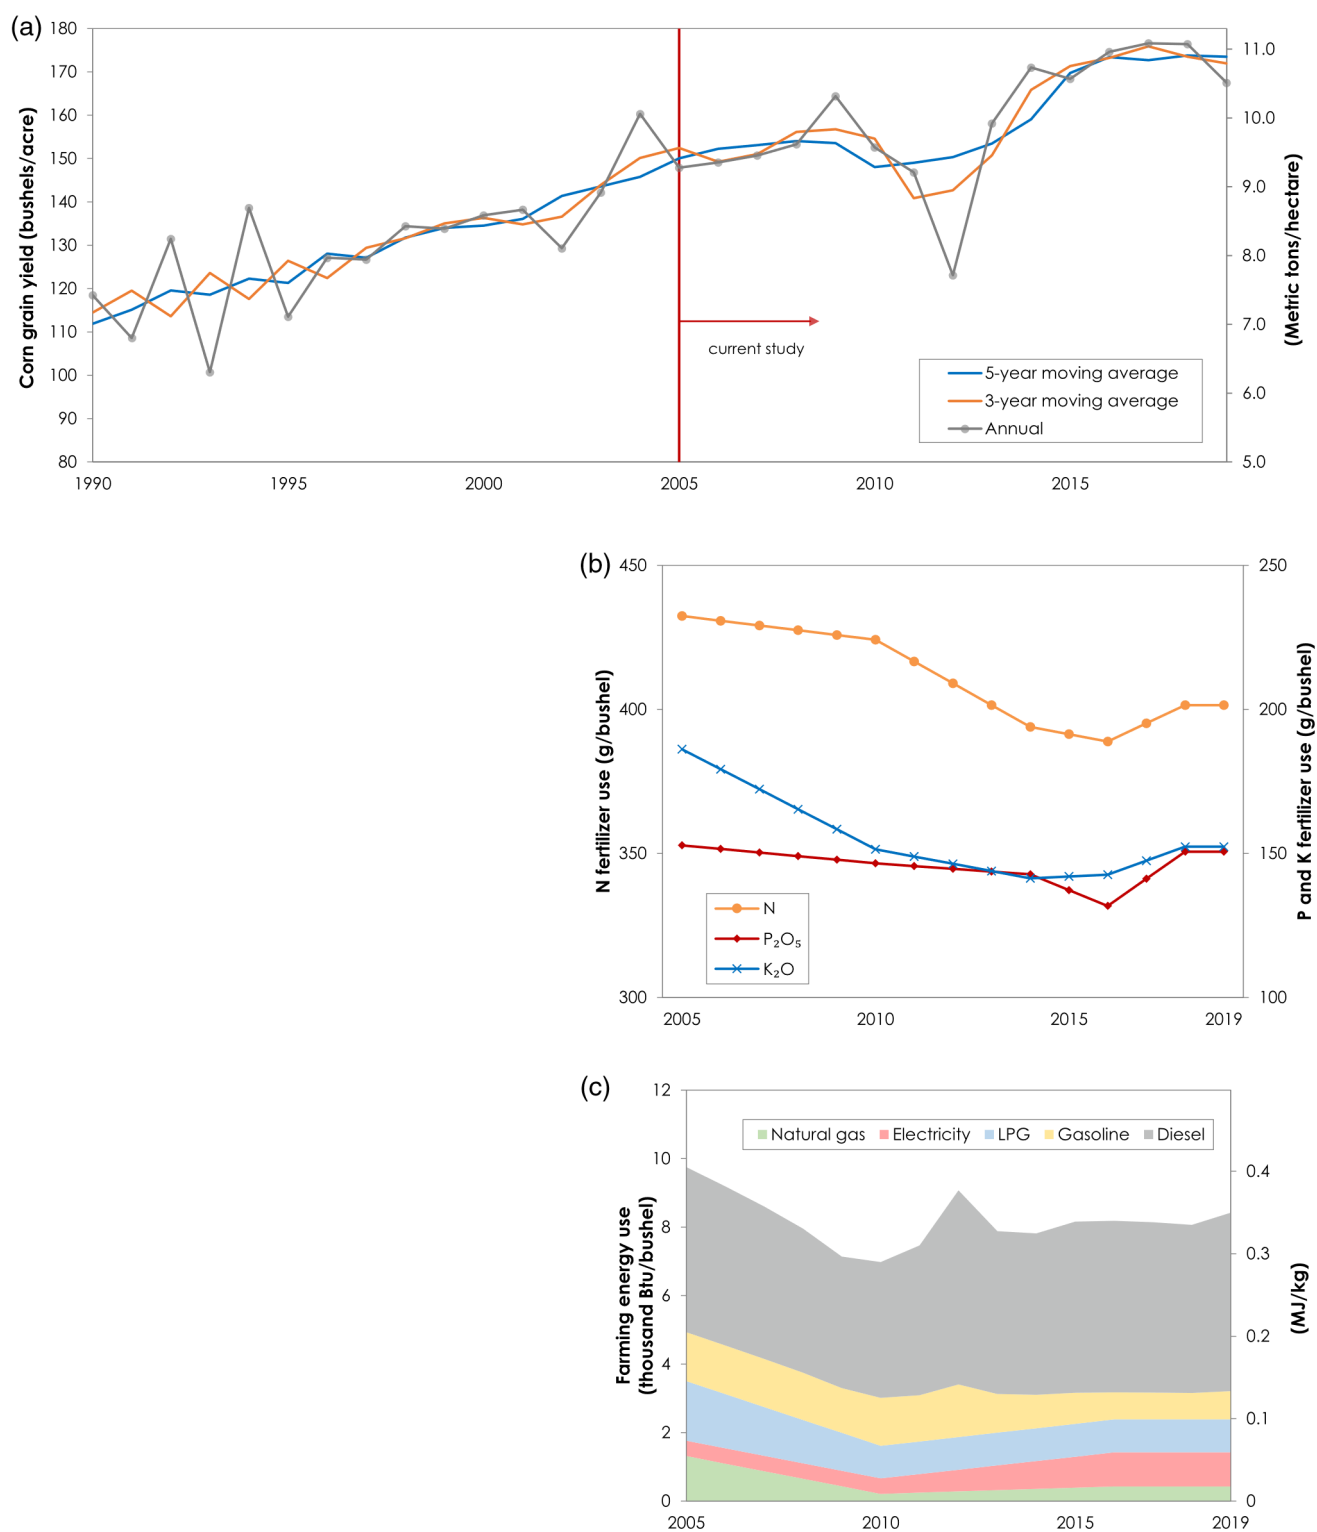 (a)
Corn grain yield (bushels/acre)
180
170
160
150
140
130
120
110
100
90
80
11.0
10.0
9.0
8.0
7.0
6.0
5.0
(Metric tons/hectare)
current study
5-year moving average
3-year moving average
Annual
1990 1995 2000 2005 2010 2015
(b)
N fertilizer use (g/bushel)
450
400
350
300
250
200
150
100
P and K fertilizer use (g/bushel)
N
P₂O₅
K₂O
2005 2010 2015 2019
(c)
Farming energy use
(thousand Btu/bushel)
12
10
8
6
4
2
0
0.4
0.3
0.2
0.1
0
(MJ/kg)
Natural gas Electricity LPG Gasoline Diesel
2005 2010 2015 2019